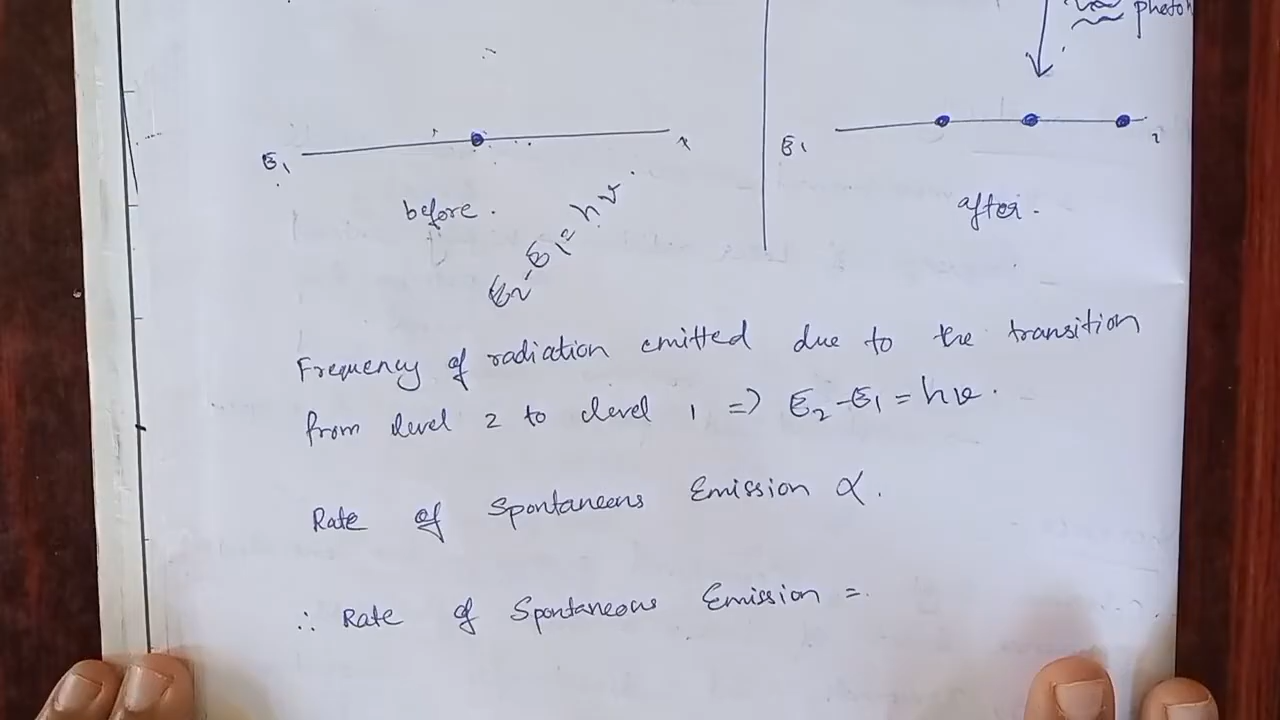 photon
E₁
E₁
before.
after.
E₂-E₁=hν
Frequency of radiation emitted due to the transition
from level 2 to level 1 => E₂-E₁=hν.
Rate of Spontaneous Emission α.
∴ Rate of Spontaneous Emission =.